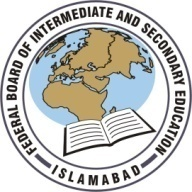 FEDERAL BOARD OF INTERMEDIATE AND SECONDARY EDUCATION
ISLAMABAD